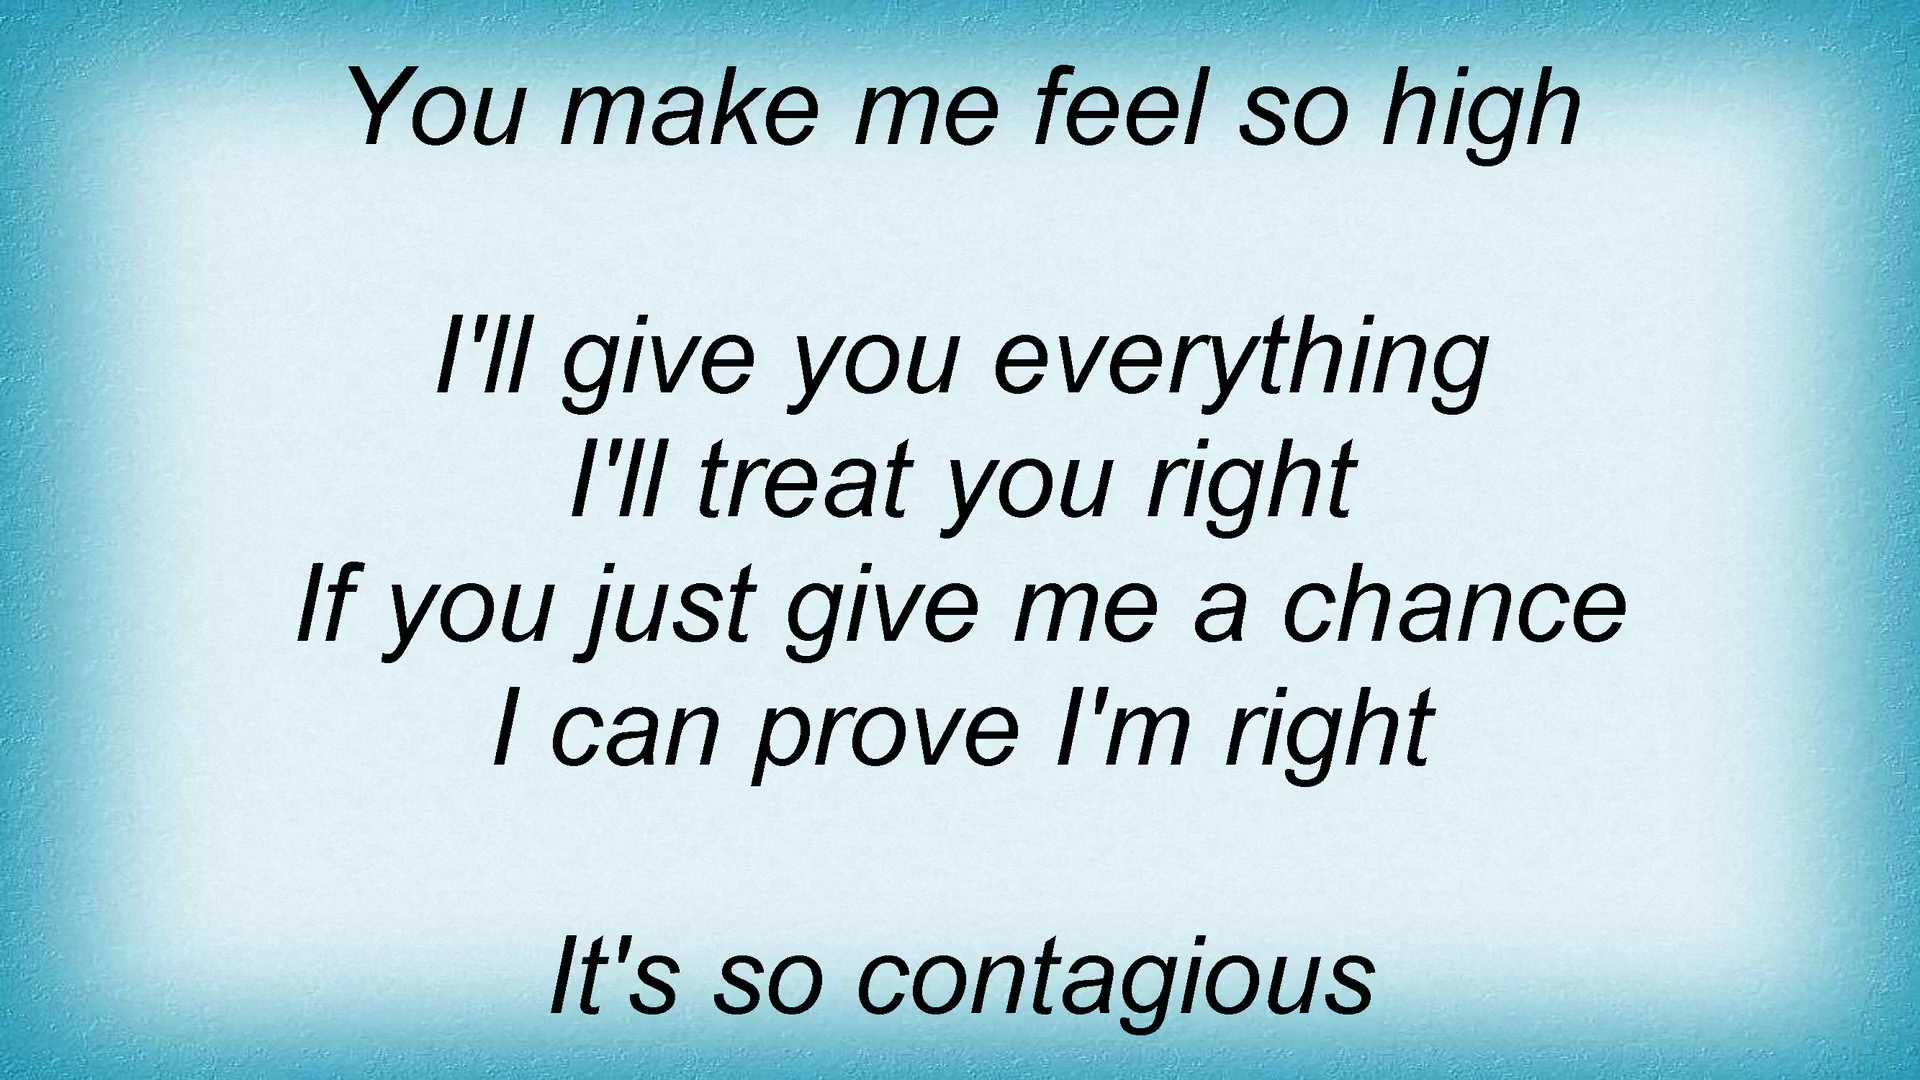 You make me feel so high
I'll give you everything
I'll treat you right
If you just give me a chance
I can prove I'm right
It's so contagious